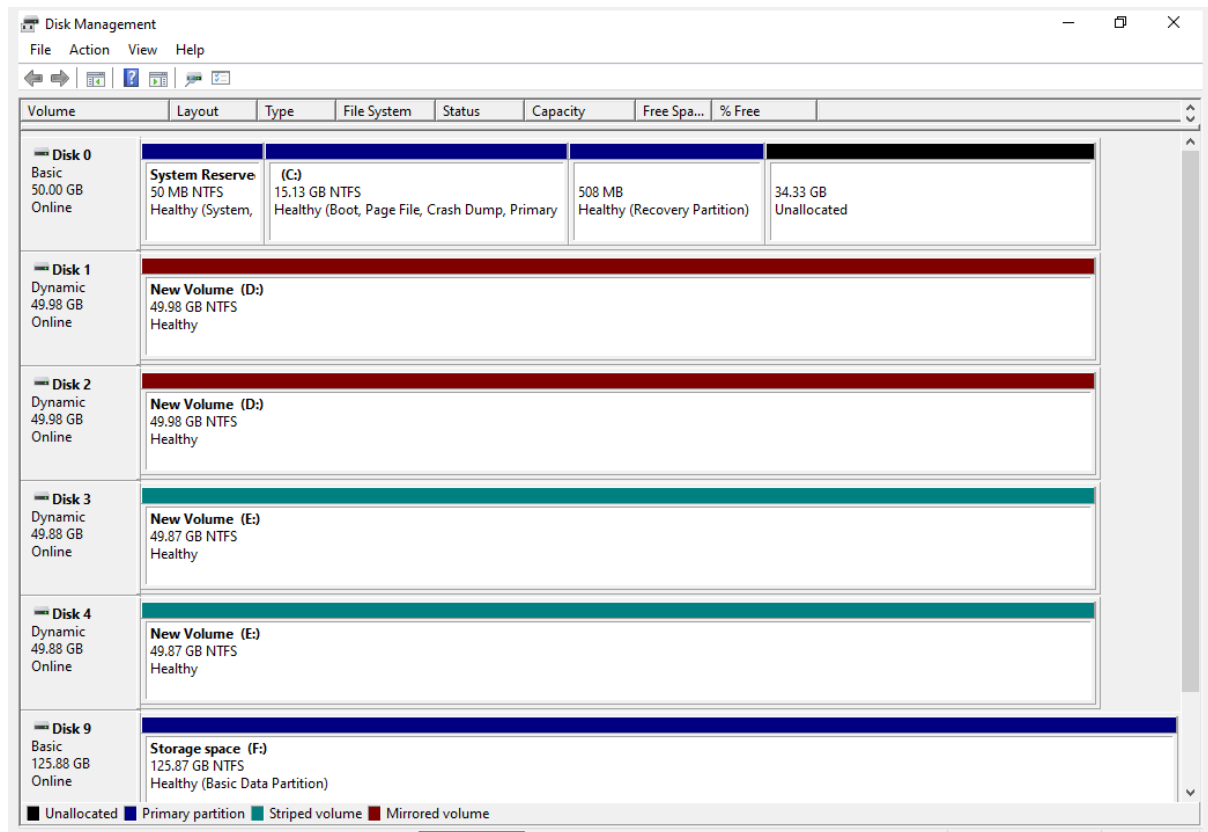 Disk Management
File Action View Help
Volume Layout Type File System Status Capacity Free Spa... % Free
Disk 0
Basic
50.00 GB
Online
System Reserve
50 MB NTFS
Healthy (System,
(C:)
15.13 GB NTFS
Healthy (Boot, Page File, Crash Dump, Primary
508 MB
Healthy (Recovery Partition)
34.33 GB
Unallocated
Disk 1
Dynamic
49.98 GB
Online
New Volume (D:)
49.98 GB NTFS
Healthy
Disk 2
Dynamic
49.98 GB
Online
New Volume (D:)
49.98 GB NTFS
Healthy
Disk 3
Dynamic
49.88 GB
Online
New Volume (E:)
49.87 GB NTFS
Healthy
Disk 4
Dynamic
49.88 GB
Online
New Volume (E:)
49.87 GB NTFS
Healthy
Disk 9
Basic
125.88 GB
Online
Storage space (F:)
125.87 GB NTFS
Healthy (Basic Data Partition)
Unallocated Primary partition Striped volume Mirrored volume